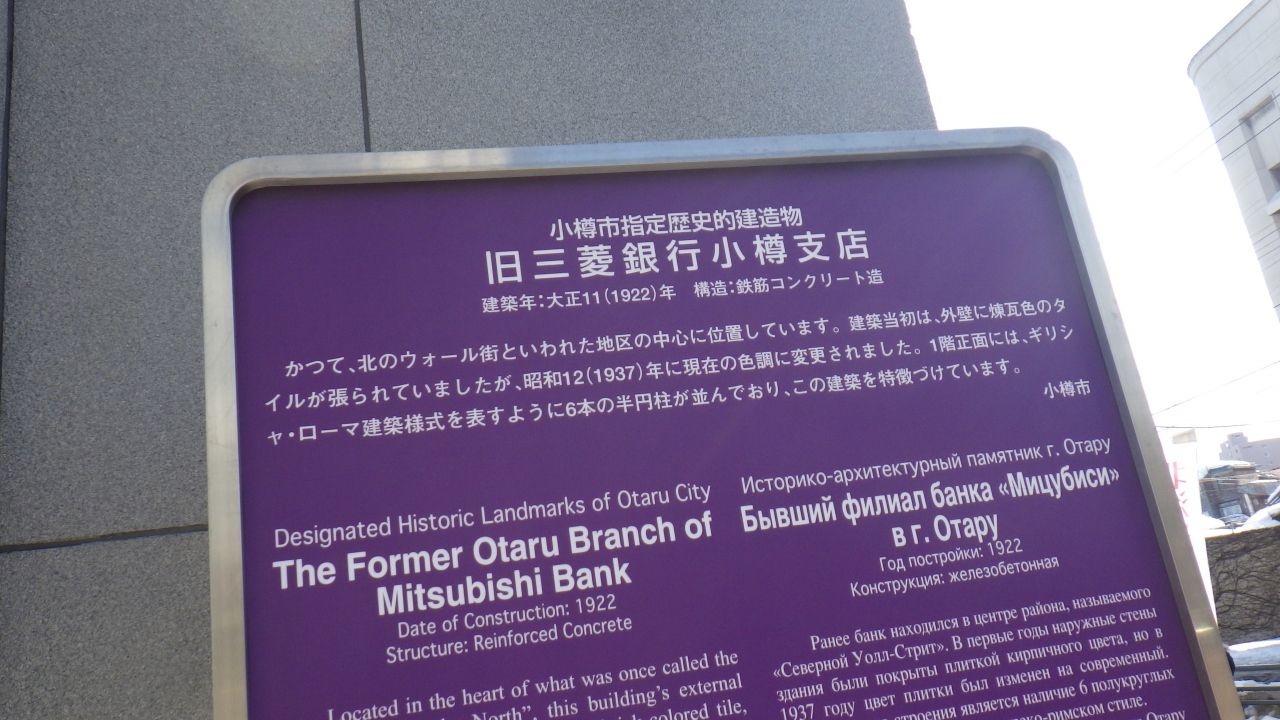 小樽市指定歴史的建造物
旧三菱銀行小樽支店
建築年：大正11（1922）年　構造：鉄筋コンクリート造
かつて、北のウォール街といわれた地区の中心に位置しています。建築当初は、外壁に煉瓦色のタ
イルが張られていましたが、昭和12（1937）年に現在の色調に変更されました。1階正面には、ギリシ
ャ・ローマ建築様式を表すように6本の半円柱が並んでおり、この建築を特徴づけています。
小樽市
Designated Historic Landmarks of Otaru City
The Former Otaru Branch of
Mitsubishi Bank
Date of Construction: 1922
Structure: Reinforced Concrete
Located in the heart of what was once called the
North”, this building’s external
colored tile,
Историко-архитектурный памятник г. Отару
Бывший филиал банка «Мицубиси»
в г. Отару
Год постройки: 1922
Конструкция: железобетонная
Ранее банк находился в центре района, называемого
«Северной Уолл-Стрит». В первые годы наружные стены
здания были покрыты плиткой кирпичного цвета, но в
1937 году цвет плитки был изменен на современный.
строения является наличие 6 полукруглых
стиле.
Отару